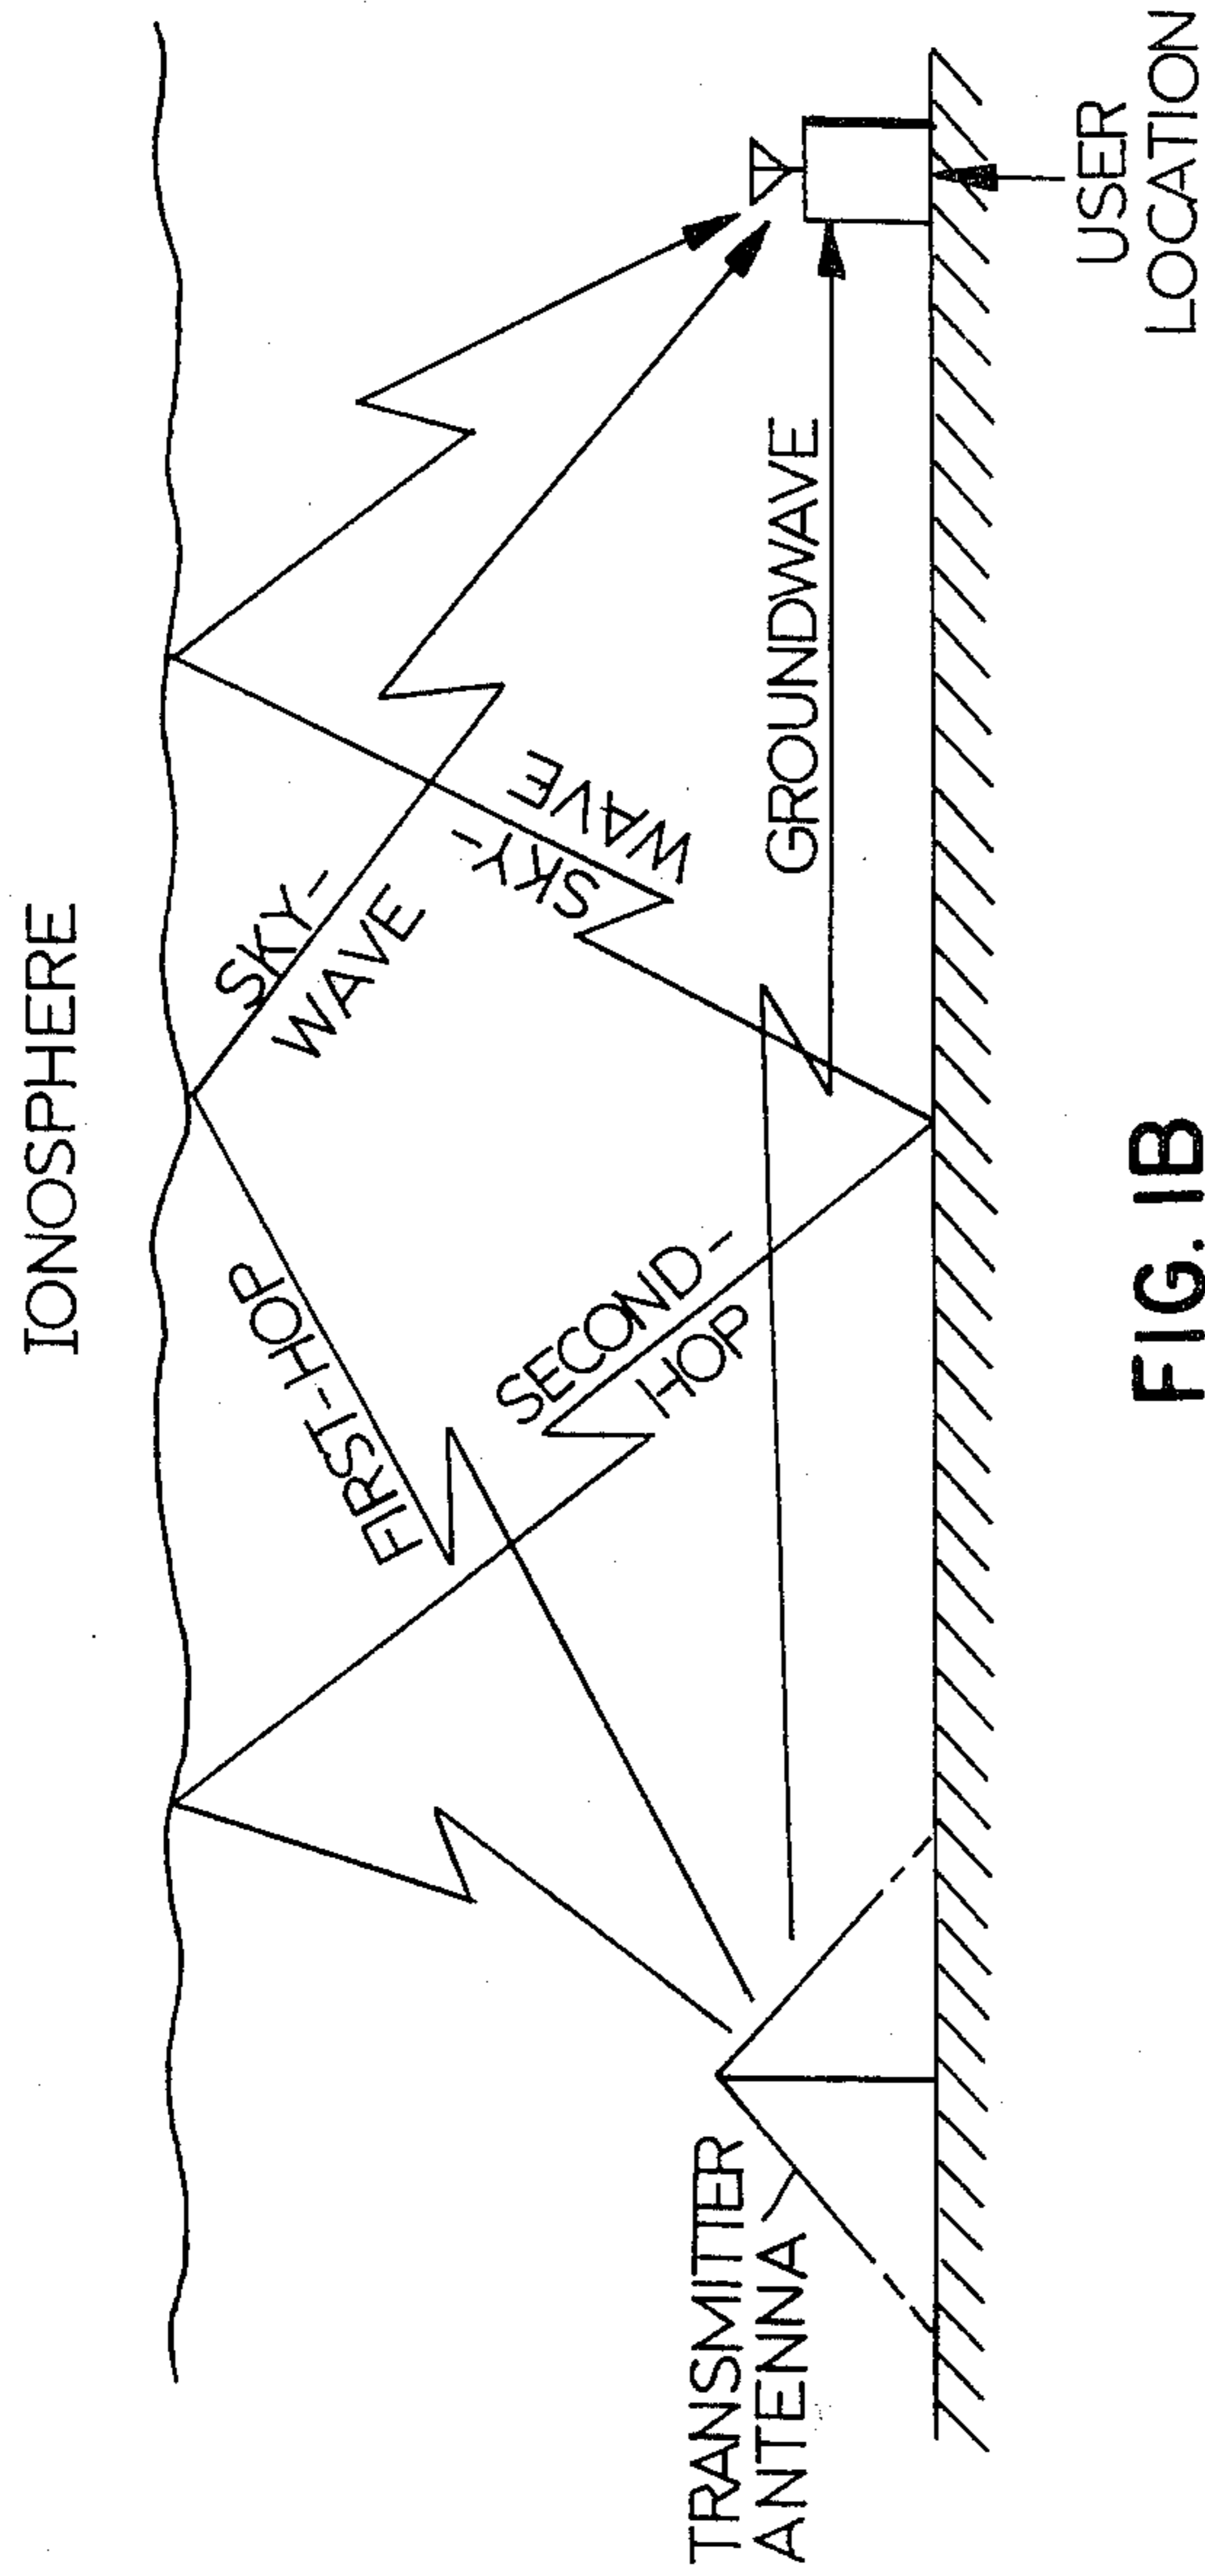 IONOSPHERE
FIRST-HOP
SKY-
WAVE
SECOND-
HOP
SKY-
WAVE
GROUNDWAVE
TRANSMITTER
ANTENNA
USER
LOCATION
FIG. 1B